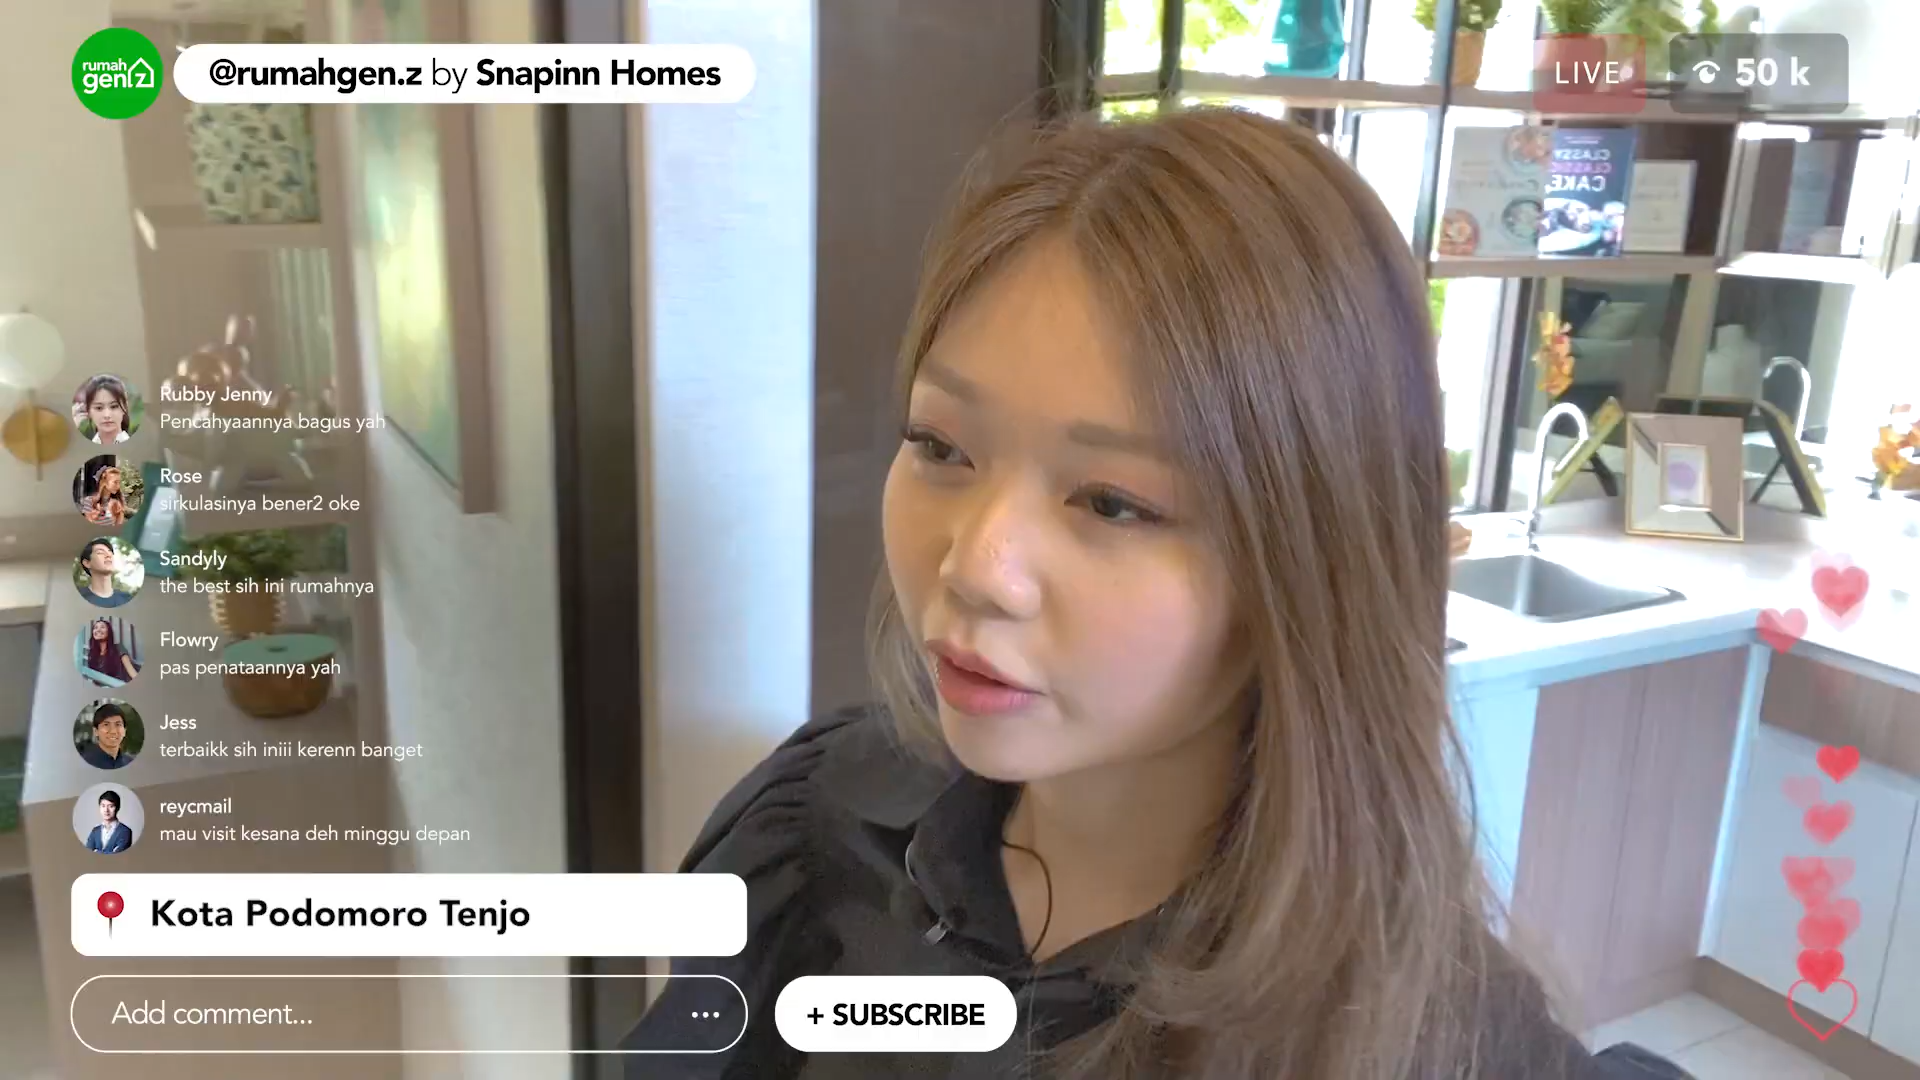 rumah
gen z
@rumahgen.z by Snapinn Homes
LIVE
50 k
CLASSY
CLASSIC
CAKE
Rubby Jenny
Pencahyaannya bagus yah
Rose
sirkulasinya bener2 oke
Sandyly
the best sih ini rumahnya
Flowry
pas penataannya yah
Jess
terbaikk sih iniii kerenn banget
reycmail
mau visit kesana deh minggu depan
Kota Podomoro Tenjo
Add comment...
+ SUBSCRIBE